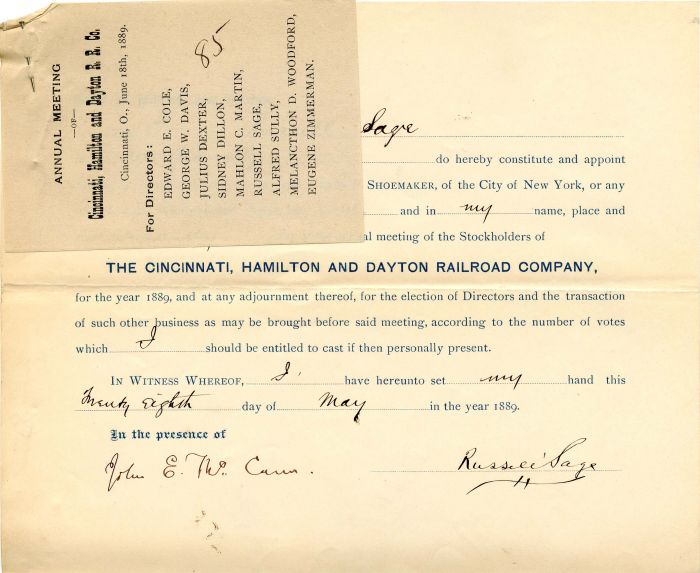 ANNUAL MEETING
—OF—
Cincinnati, Hamilton and Dayton R. R. Co.
Cincinnati, O., June 18th, 1889.
For Directors:
EDWARD E. COLE,
GEORGE W. DAVIS,
JULIUS DEXTER,
SIDNEY DILLON,
MAHLON C. MARTIN,
RUSSELL SAGE,
ALFRED SULLY,
MELANCTHON D. WOODFORD,
EUGENE ZIMMERMAN.
85
Sage
do hereby constitute and appoint
SHOEMAKER, of the City of New York, or any
and in my name, place and
al meeting of the Stockholders of
THE CINCINNATI, HAMILTON AND DAYTON RAILROAD COMPANY,
for the year 1889, and at any adjournment thereof, for the election of Directors and the transaction
of such other business as may be brought before said meeting, according to the number of votes
which I should be entitled to cast if then personally present.
IN WITNESS WHEREOF, I have hereunto set my hand this
Twenty Eighth day of May in the year 1889.
In the presence of
John E. Mc Cann.
Russell Sage